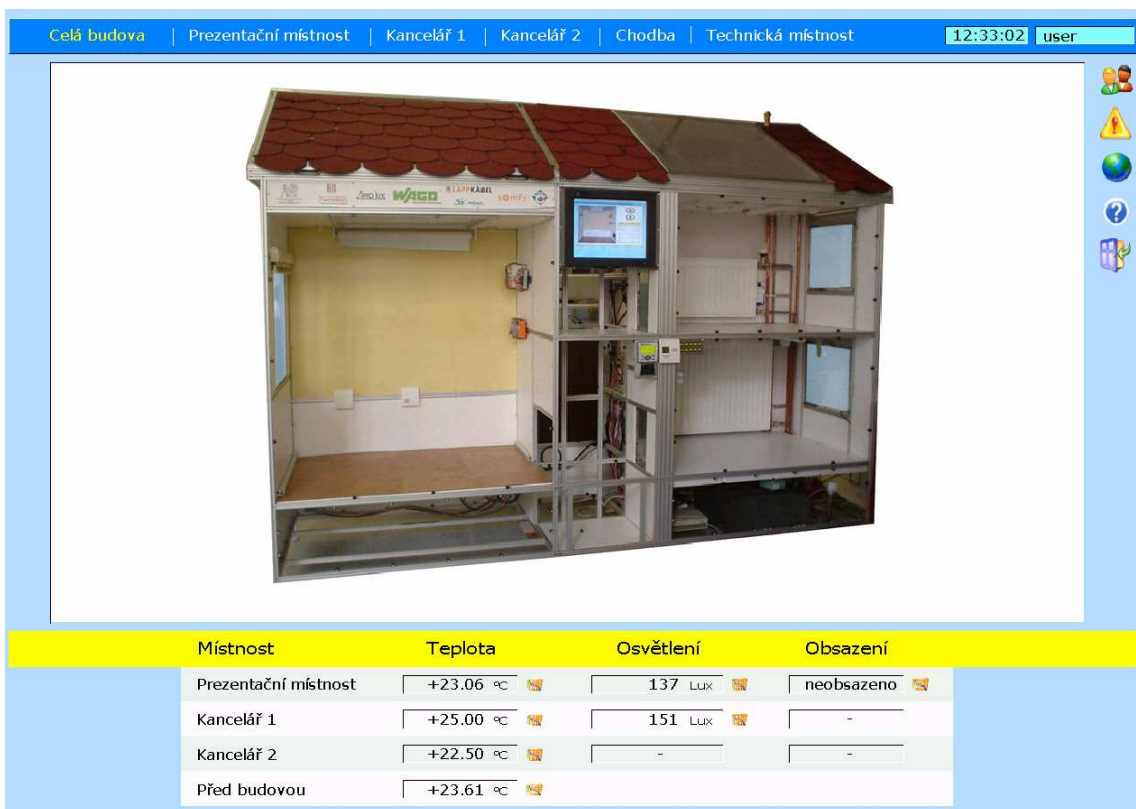 Celá budova | Prezentační místnost | Kancelář 1 | Kancelář 2 | Chodba | Technická místnost 12:33:02 user
WAGO LAPP KABEL somfy
Místnost Teplota Osvětlení Obsazení
Prezentační místnost +23.06 °C 137 Lux neobsazeno
Kancelář 1 +25.00 °C 151 Lux -
Kancelář 2 +22.50 °C - -
Před budovou +23.61 °C